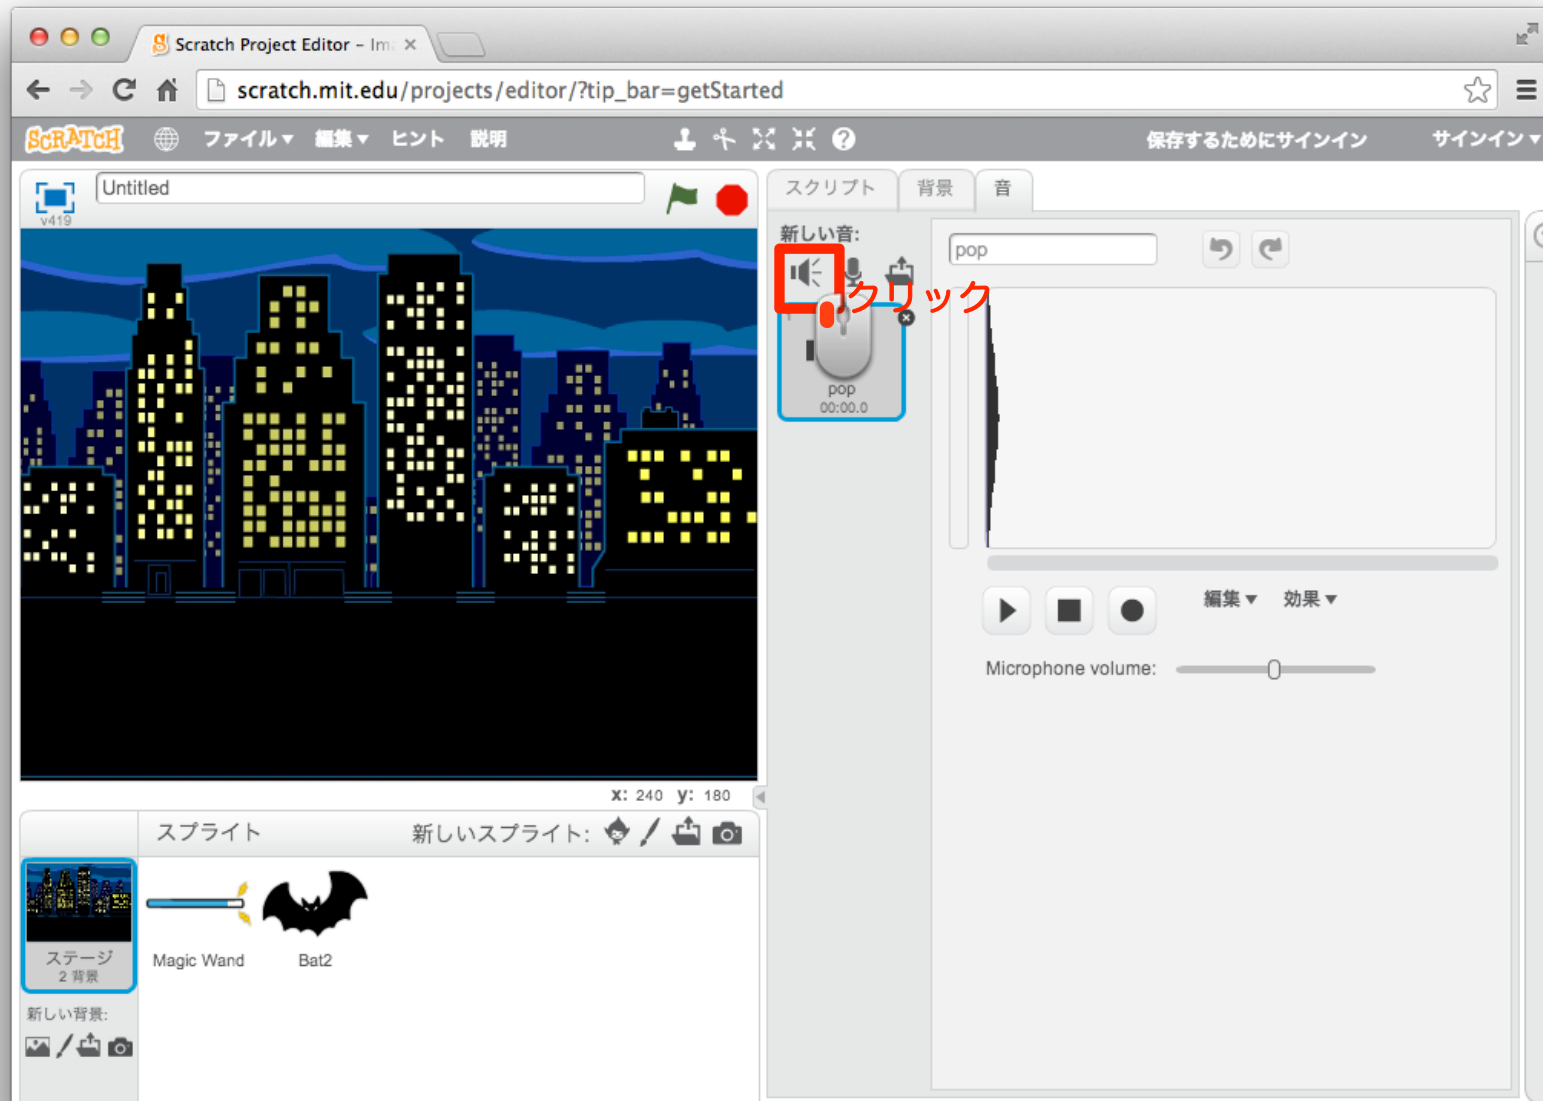 Scratch Project Editor - Im
scratch.mit.edu/projects/editor/?tip_bar=getStarted
SCRATCH ファイル▼ 編集▼ ヒント 説明 保存するためにサインイン サインイン▼
v419 Untitled
スクリプト 背景 音
新しい音:
pop
クリック
1
pop
00:00.0
編集▼ 効果▼
Microphone volume:
x: 240 y: 180
スプライト 新しいスプライト:
ステージ
2 背景
Magic Wand Bat2
新しい背景: